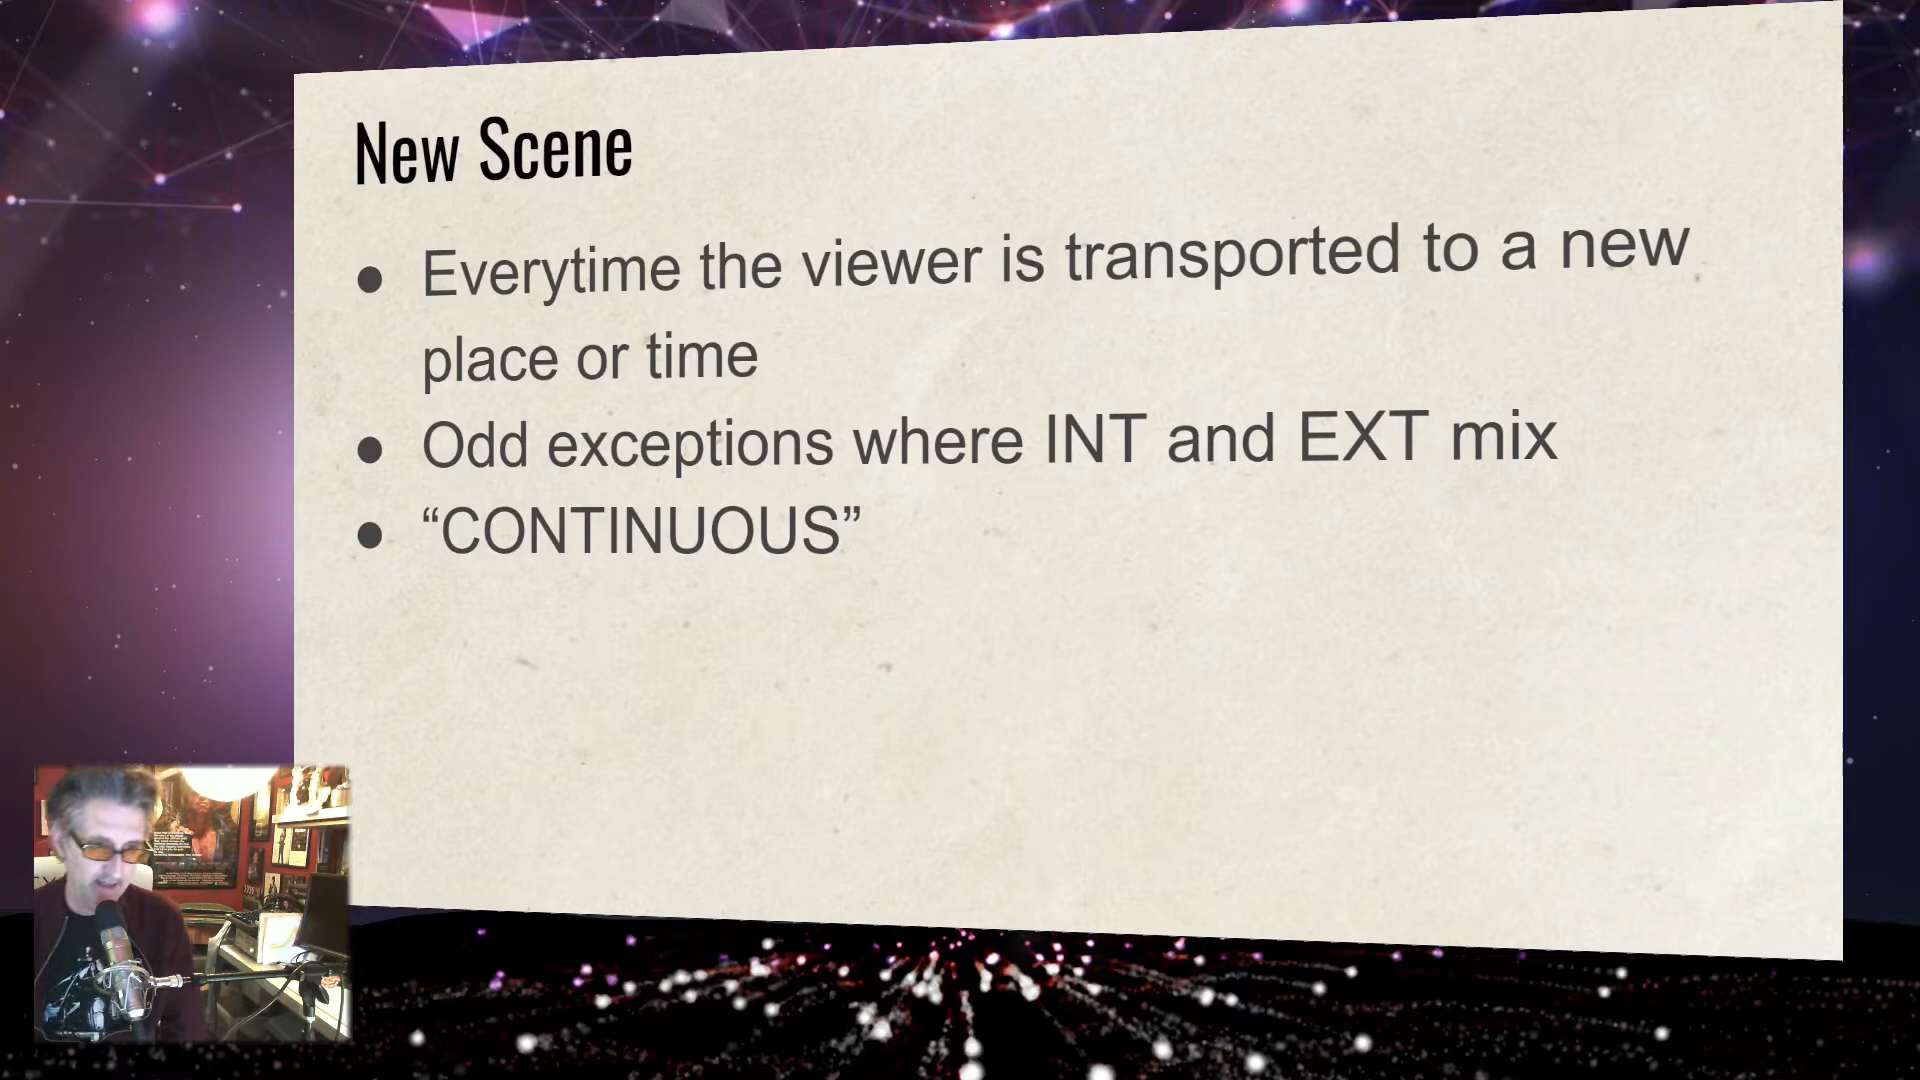 New Scene
● Everytime the viewer is transported to a new
place or time
● Odd exceptions where INT and EXT mix
● “CONTINUOUS”